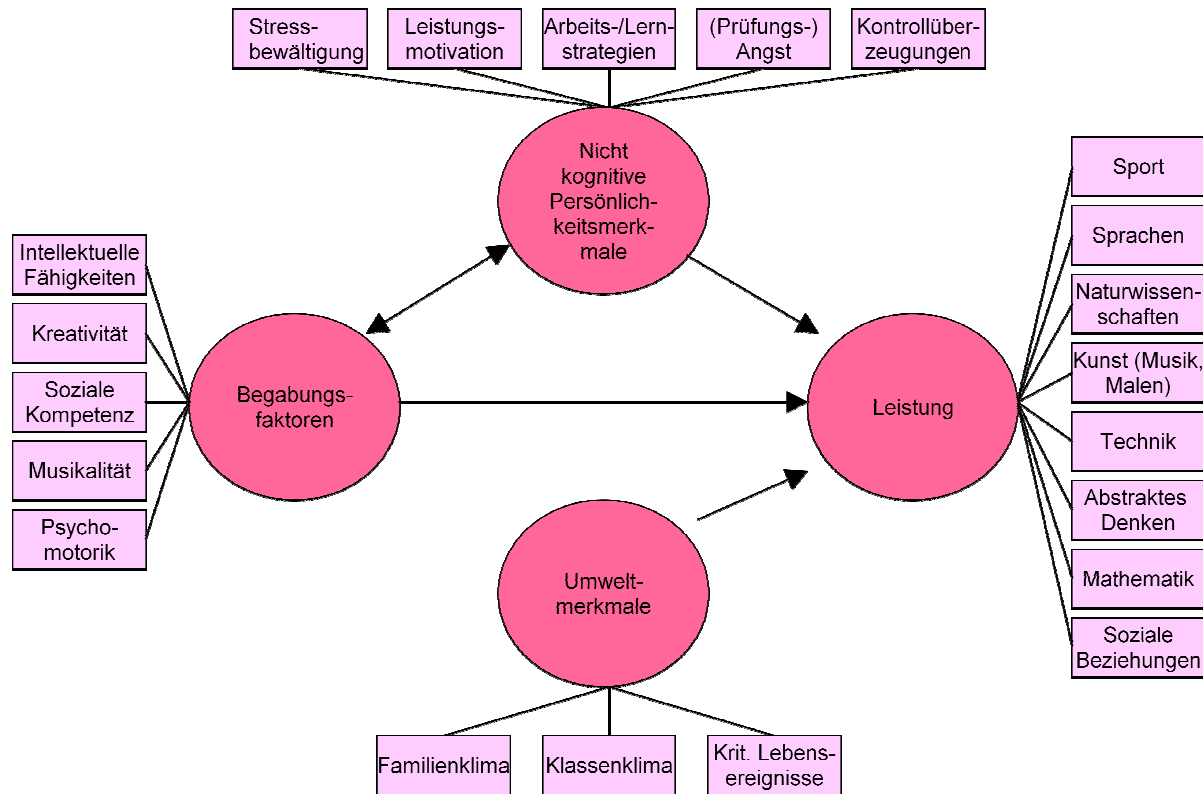 Stress-
bewältigung
Leistungs-
motivation
Arbeits-/Lern-
strategien
(Prüfungs-)
Angst
Kontrollüber-
zeugungen
Nicht
kognitive
Persönlich-
keitsmerk-
male
Intellektuelle
Fähigkeiten
Kreativität
Soziale
Kompetenz
Musikalität
Psycho-
motorik
Begabungs-
faktoren
Leistung
Sport
Sprachen
Naturwissen-
schaften
Kunst (Musik,
Malen)
Technik
Abstraktes
Denken
Mathematik
Soziale
Beziehungen
Umwelt-
merkmale
Familienklima
Klassenklima
Krit. Lebens-
ereignisse